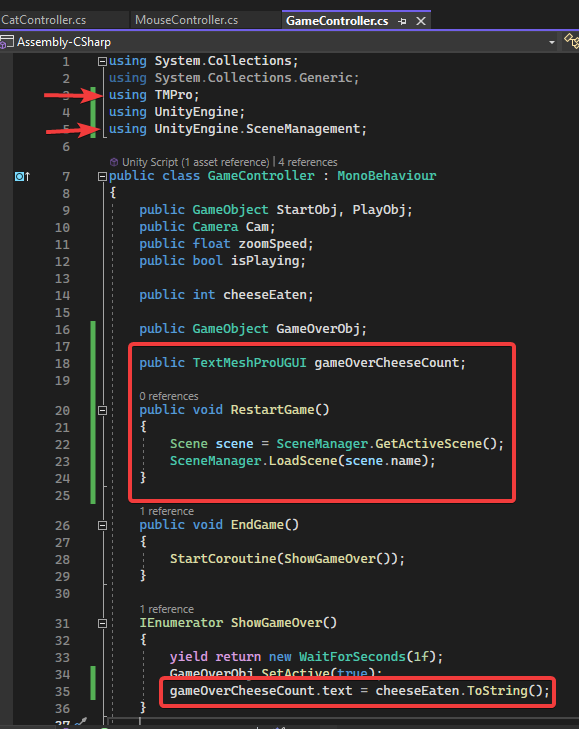 CatController.cs MouseController.cs GameController.cs
Assembly-CSharp
1 using System.Collections;
2 using System.Collections.Generic;
3 using TMPro;
4 using UnityEngine;
5 using UnityEngine.SceneManagement;
6
Unity Script (1 asset reference) | 4 references
7 public class GameController : MonoBehaviour
8 {
9 public GameObject StartObj, PlayObj;
10 public Camera Cam;
11 public float zoomSpeed;
12 public bool isPlaying;
13
14 public int cheeseEaten;
15
16 public GameObject GameOverObj;
17
18 public TextMeshProUGUI gameOverCheeseCount;
19
0 references
20 public void RestartGame()
21 {
22 Scene scene = SceneManager.GetActiveScene();
23 SceneManager.LoadScene(scene.name);
24 }
25
1 reference
26 public void EndGame()
27 {
28 StartCoroutine(ShowGameOver());
29 }
30
1 reference
31 IEnumerator ShowGameOver()
32 {
33 yield return new WaitForSeconds(1f);
34 GameOverObj.SetActive(true);
35 gameOverCheeseCount.text = cheeseEaten.ToString();
36 }
37